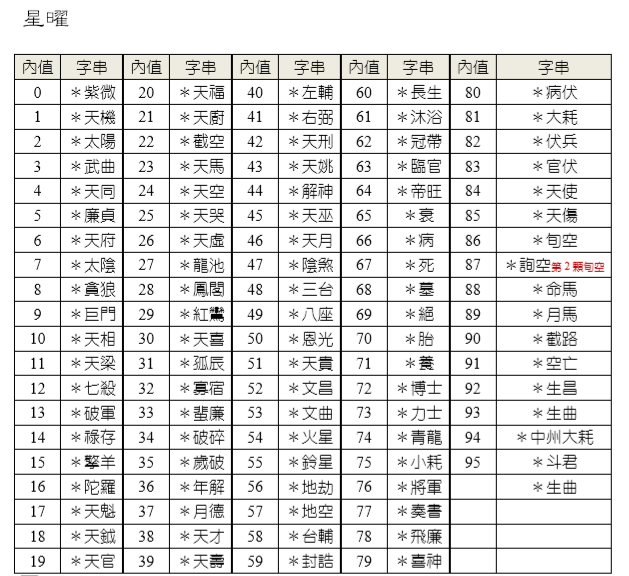 星曜
內值 字串 內值 字串 內值 字串 內值 字串 內值 字串
0 ＊紫微 20 ＊天福 40 ＊左輔 60 ＊長生 80 ＊病伏
1 ＊天機 21 ＊天廚 41 ＊右弼 61 ＊沐浴 81 ＊大耗
2 ＊太陽 22 ＊截空 42 ＊天刑 62 ＊冠帶 82 ＊伏兵
3 ＊武曲 23 ＊天馬 43 ＊天姚 63 ＊臨官 83 ＊官伏
4 ＊天同 24 ＊天空 44 ＊解神 64 ＊帝旺 84 ＊天使
5 ＊廉貞 25 ＊天哭 45 ＊天巫 65 ＊衰 85 ＊天傷
6 ＊天府 26 ＊天虛 46 ＊天月 66 ＊病 86 ＊旬空
7 ＊太陰 27 ＊龍池 47 ＊陰煞 67 ＊死 87 ＊詢空第 2 顆旬空
8 ＊貪狼 28 ＊鳳閣 48 ＊三台 68 ＊墓 88 ＊命馬
9 ＊巨門 29 ＊紅鸞 49 ＊八座 69 ＊絕 89 ＊月馬
10 ＊天相 30 ＊天喜 50 ＊恩光 70 ＊胎 90 ＊截路
11 ＊天梁 31 ＊孤辰 51 ＊天貴 71 ＊養 91 ＊空亡
12 ＊七殺 32 ＊寡宿 52 ＊文昌 72 ＊博士 92 ＊生昌
13 ＊破軍 33 ＊蜚廉 53 ＊文曲 73 ＊力士 93 ＊生曲
14 ＊祿存 34 ＊破碎 54 ＊火星 74 ＊青龍 94 ＊中州大耗
15 ＊擎羊 35 ＊歲破 55 ＊鈴星 75 ＊小耗 95 ＊斗君
16 ＊陀羅 36 ＊年解 56 ＊地劫 76 ＊將軍 ＊生曲
17 ＊天魁 37 ＊月德 57 ＊地空 77 ＊奏書
18 ＊天鉞 38 ＊天才 58 ＊台輔 78 ＊飛廉
19 ＊天官 39 ＊天壽 59 ＊封誥 79 ＊喜神